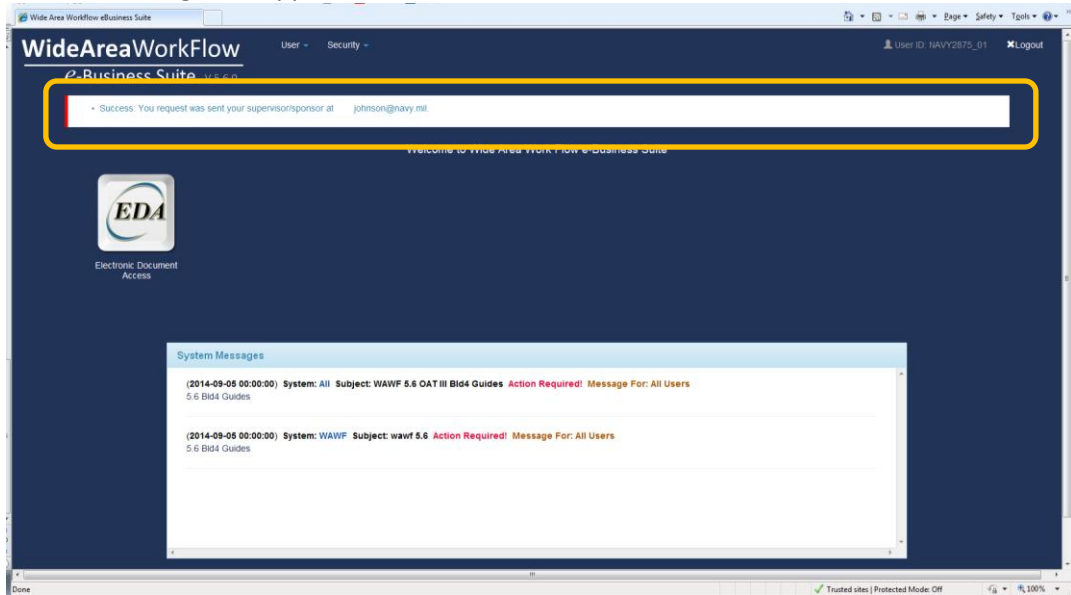 Wide Area Workflow eBusiness Suite
Page Safety Tools
WideAreaWorkFlow User Security User ID: NAVY2875_01 Logout
e-Business Suite V 5.6.0
Success: You request was sent your supervisor/sponsor at johnson@navy.mil.
Welcome to Wide Area Work Flow e-Business Suite
EDA
Electronic Document
Access
System Messages
(2014-09-05 00:00:00) System: All Subject: WAWF 5.6 OAT III Bld4 Guides Action Required! Message For: All Users
5.6 Bld4 Guides
(2014-09-05 00:00:00) System: WAWF Subject: wawf 5.6 Action Required! Message For: All Users
5.6 Bld4 Guides
Done Trusted sites | Protected Mode: Off 100%